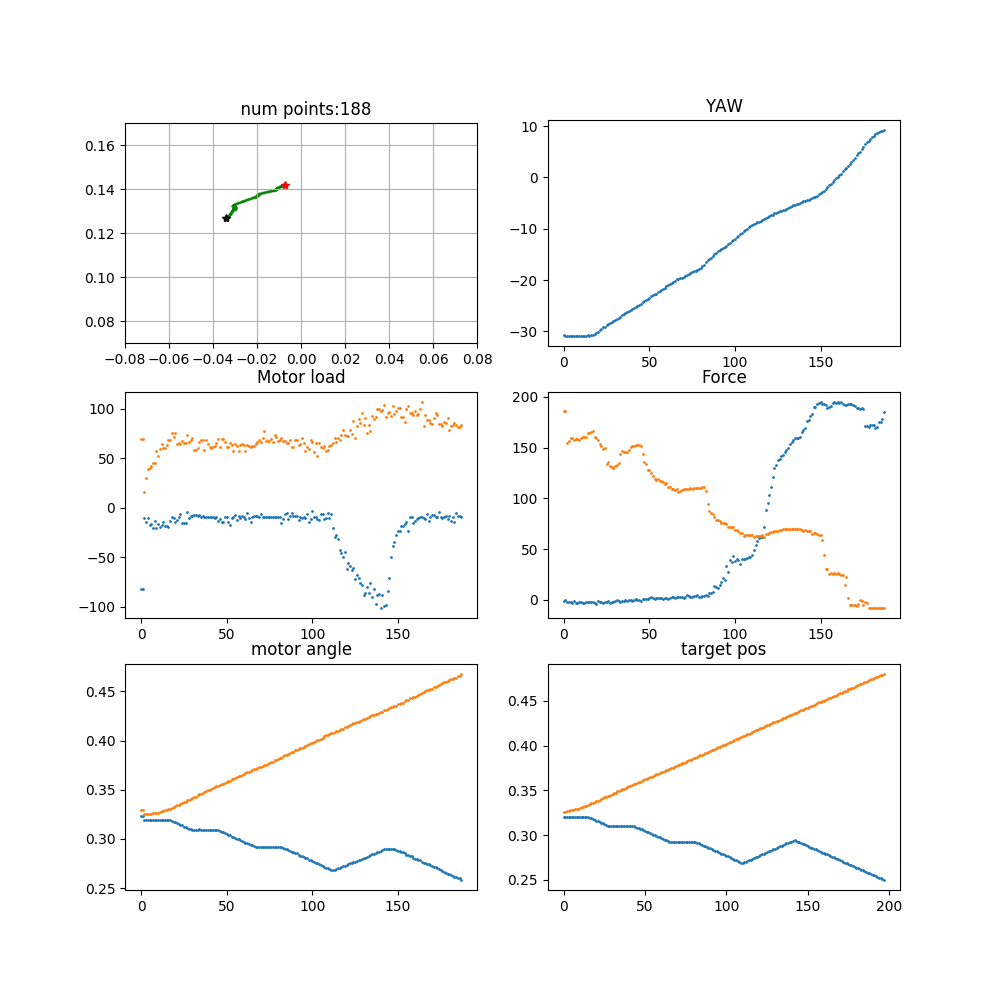 num points:188
0.16
0.14
0.12
0.10
0.08
−0.08 −0.06 −0.04 −0.02 0.00 0.02 0.04 0.06 0.08
YAW
10
0
−10
−20
−30
0 50 100 150
Motor load
100
50
0
−50
−100
0 50 100 150
Force
200
150
100
50
0
0 50 100 150
motor angle
0.45
0.40
0.35
0.30
0.25
0 50 100 150
target pos
0.45
0.40
0.35
0.30
0.25
0 50 100 150 200